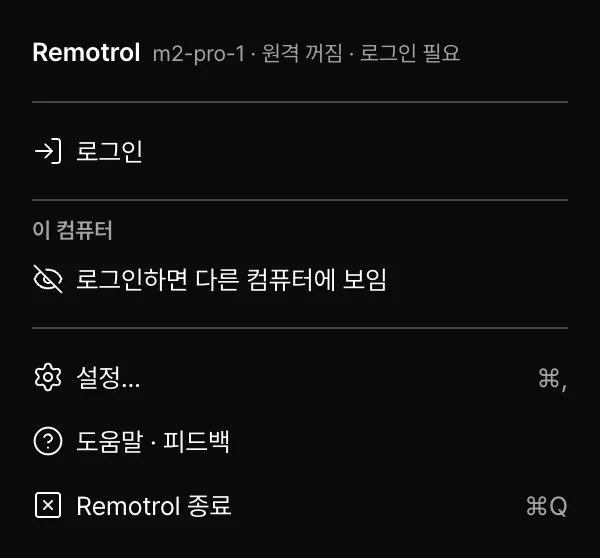 Remotrol m2-pro-1 · 원격 꺼짐 · 로그인 필요
로그인
이 컴퓨터
로그인하면 다른 컴퓨터에 보임
설정... ⌘,
도움말 · 피드백
Remotrol 종료 ⌘Q